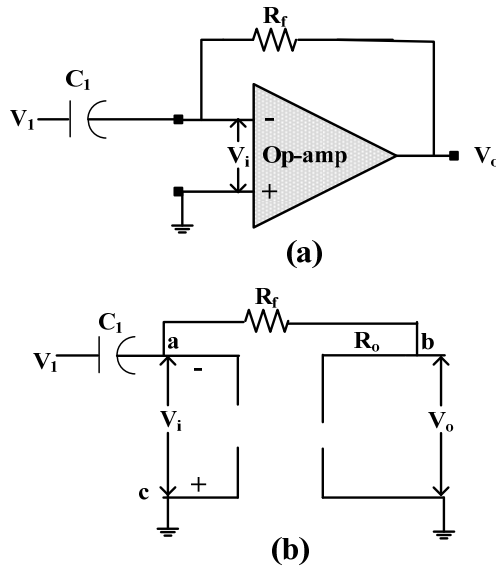 Rf
C1
V1
-
Vi
Op-amp
Vo
+
(a)
Rf
C1
a
Ro
b
V1
-
Vi
Vo
c
+
(b)